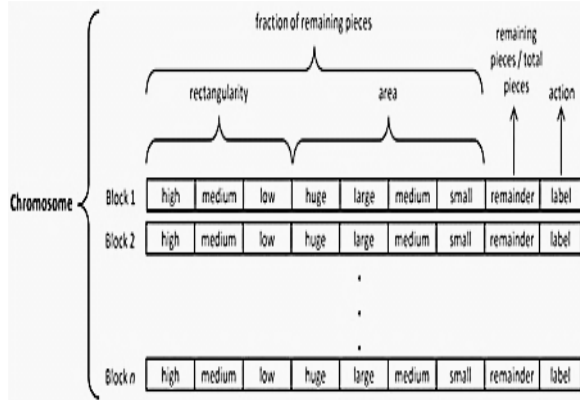 fraction of remaining pieces
remaining
pieces / total
pieces
rectangularity
area
action
Chromosome
Block 1 high medium low huge large medium small remainder label
Block 2 high medium low huge large medium small remainder label
Block n high medium low huge large medium small remainder label